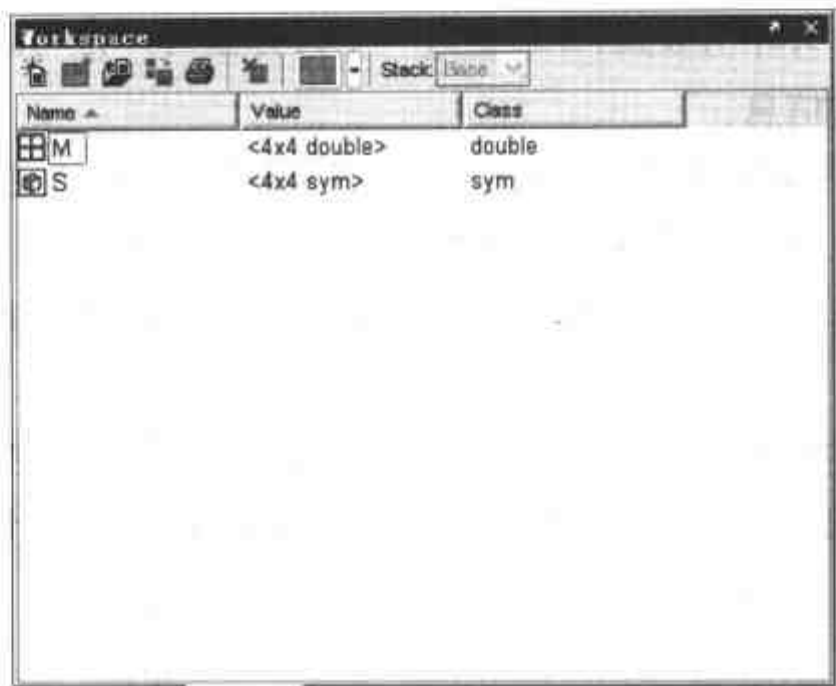 Workspace
Stack: Base
Name Value Class
M <4x4 double> double
S <4x4 sym> sym